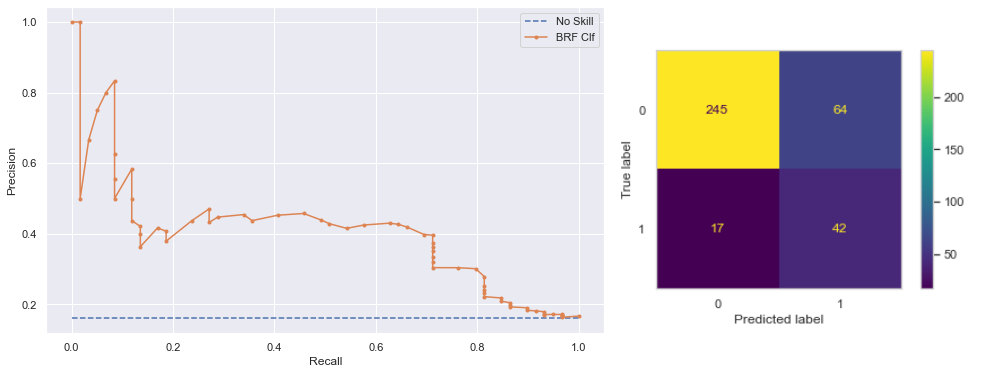 1.0
0.8
0.6
0.4
0.2
Precision
0.0 0.2 0.4 0.6 0.8 1.0
Recall
No Skill
BRF Clf
True label
0
1
245 64
17 42
0 1
Predicted label
200
150
100
50